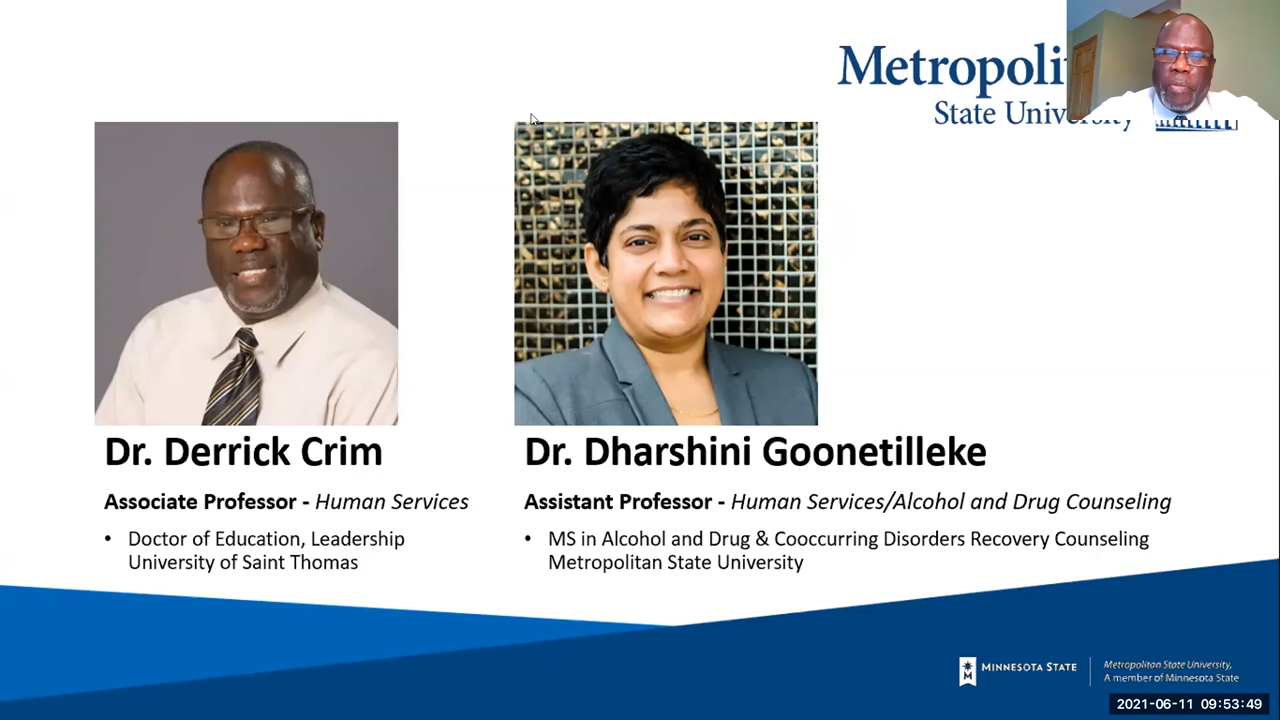 Metropoli
State University
Dr. Derrick Crim
Associate Professor - Human Services
• Doctor of Education, Leadership
University of Saint Thomas
Dr. Dharshini Goonetilleke
Assistant Professor - Human Services/Alcohol and Drug Counseling
• MS in Alcohol and Drug & Cooccurring Disorders Recovery Counseling
Metropolitan State University
M
MINNESOTA STATE
Metropolitan State University,
A member of Minnesota State
2021-06-11 09:53:49